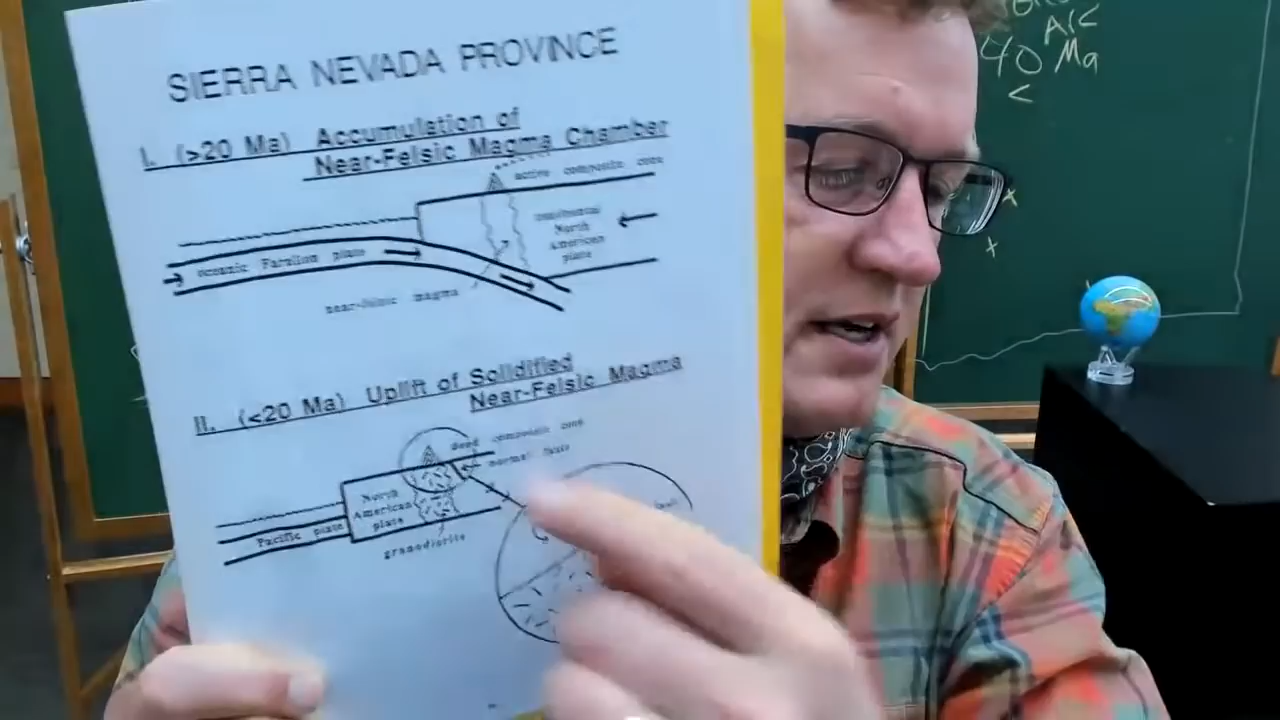 SIERRA NEVADA PROVINCE
I. (>20 Ma) Accumulation of
Near-Felsic Magma Chamber
active composite cone
North
American
plate
oceanic Farallon plate
near-felsic magma
II. (<20 Ma) Uplift of Solidified
Near-Felsic Magma
dead composite cone
normal fault
North
American
plate
Pacific plate
granodiorite
40 Ma
<
x
x